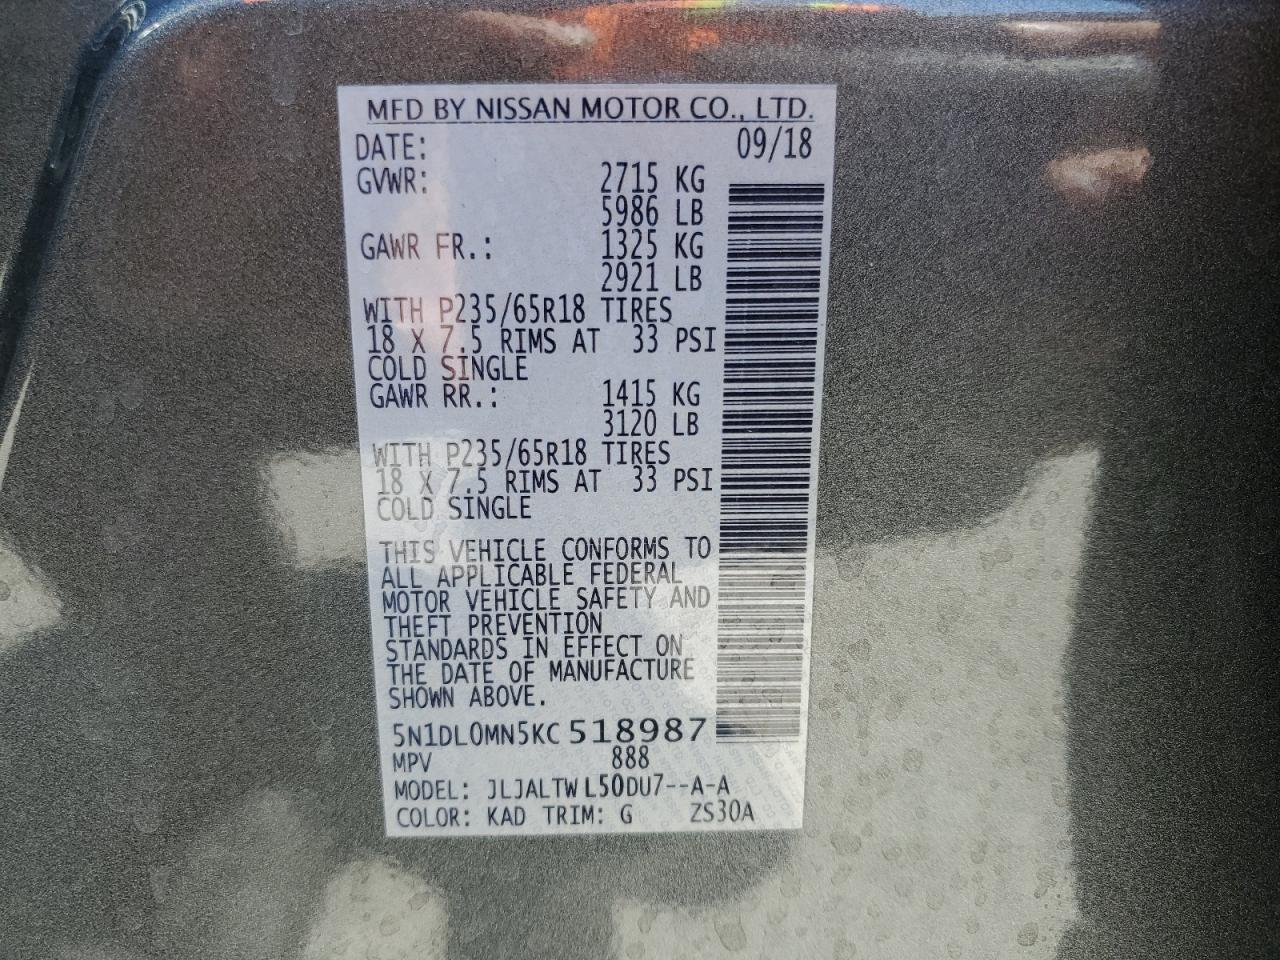 MFD BY NISSAN MOTOR CO., LTD.
DATE: 09/18
GVWR: 2715 KG
5986 LB
GAWR FR.: 1325 KG
2921 LB
WITH P235/65R18 TIRES
18 X 7.5 RIMS AT 33 PSI
COLD SINGLE
GAWR RR.: 1415 KG
3120 LB
WITH P235/65R18 TIRES
18 X 7.5 RIMS AT 33 PSI
COLD SINGLE
THIS VEHICLE CONFORMS TO
ALL APPLICABLE FEDERAL
MOTOR VEHICLE SAFETY AND
THEFT PREVENTION
STANDARDS IN EFFECT ON
THE DATE OF MANUFACTURE
SHOWN ABOVE.
5N1DL0MN5KC518987
MPV 888
MODEL: JLJALTWL50DU7--A-A
COLOR: KAD TRIM: G ZS30A